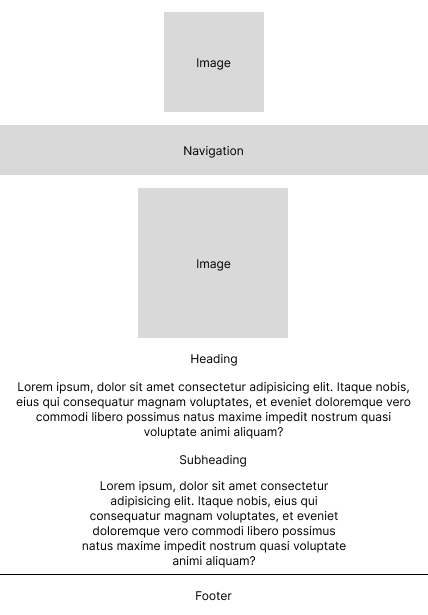 Image
Navigation
Image
Heading
Lorem ipsum, dolor sit amet consectetur adipisicing elit. Itaque nobis,
eius qui consequatur magnam voluptates, et eveniet doloremque vero
commodi libero possimus natus maxime impedit nostrum quasi
voluptate animi aliquam?
Subheading
Lorem ipsum, dolor sit amet consectetur
adipisicing elit. Itaque nobis, eius qui
consequatur magnam voluptates, et eveniet
doloremque vero commodi libero possimus
natus maxime impedit nostrum quasi voluptate
animi aliquam?
Footer